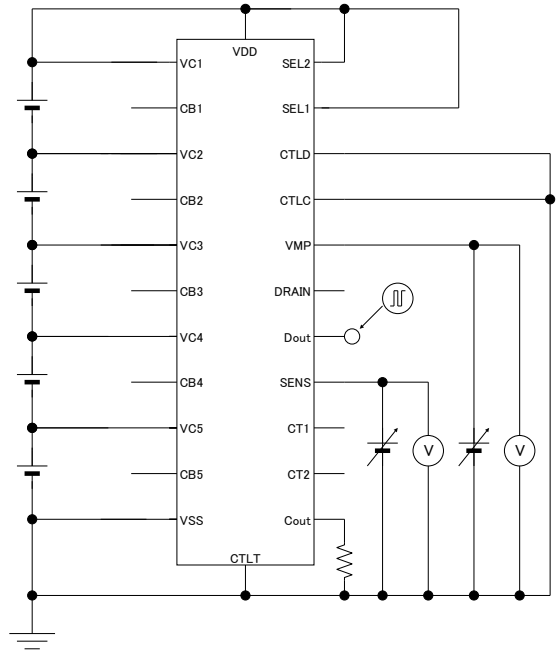 VDD
VC1
SEL2
CB1
SEL1
VC2
CTLD
CB2
CTLC
VC3
VMP
CB3
DRAIN
VC4
Dout
CB4
SENS
VC5
CT1
V
V
CB5
CT2
VSS
Cout
CTLT